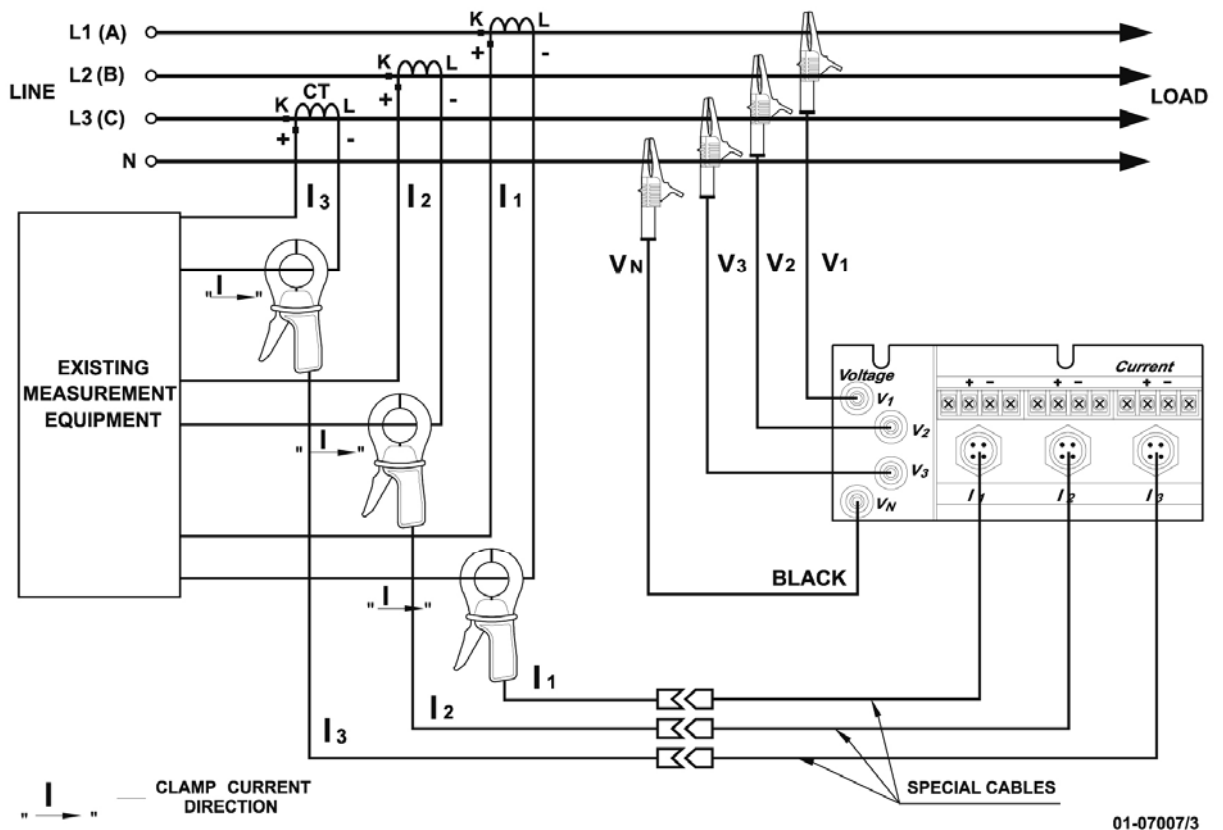 L1 (A)
K L
+ -
L2 (B)
K L
+ -
LINE
CT
LOAD
L3 (C)
K L
+ -
N
I3 I2 I1
VN V3 V2 V1
" I "
EXISTING
MEASUREMENT
EQUIPMENT
Voltage
Current
+ - + - + -
V1
V2
V3
VN
I1 I2 I3
" I "
BLACK
" I "
I1
I2
I3
SPECIAL CABLES
" I "
CLAMP CURRENT
DIRECTION
01-07007/3